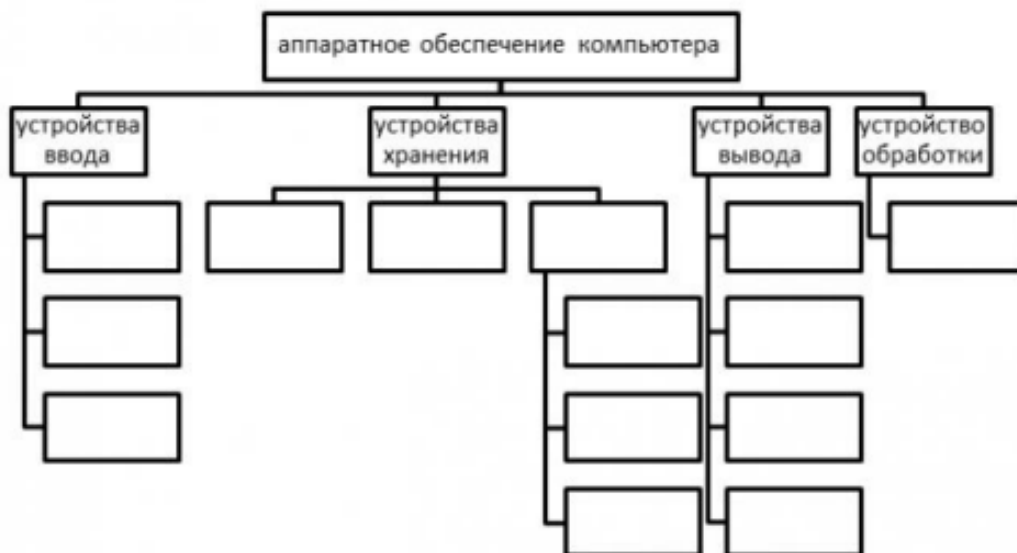 аппаратное обеспечение компьютера
устройства
ввода
устройства
хранения
устройства
вывода
устройство
обработки